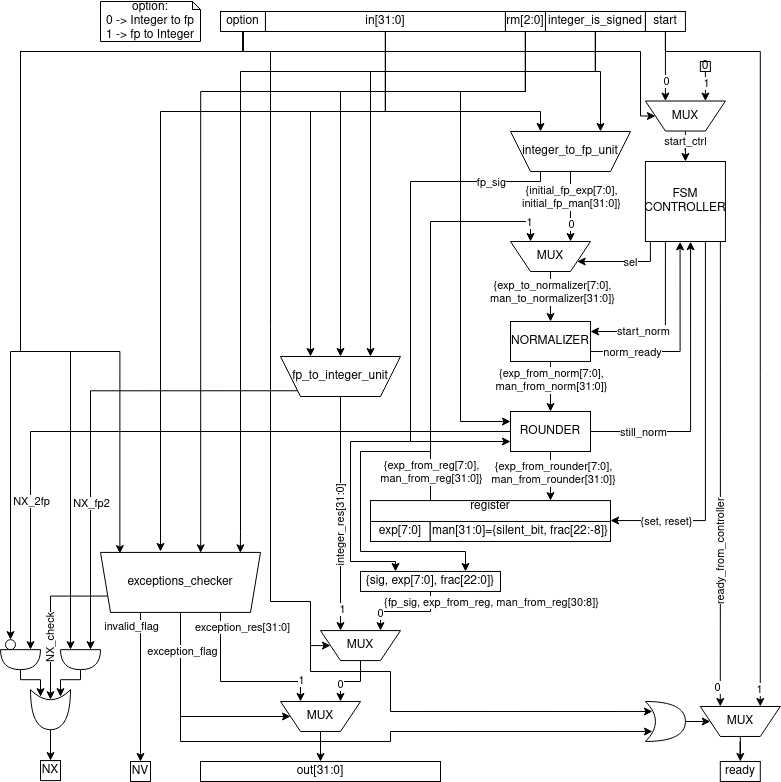 option:
0 -> Integer to fp
1 -> fp to Integer
option
in[31:0]
rm[2:0]
integer_is_signed
start
0
0
1
MUX
start_ctrl
integer_to_fp_unit
fp_sig
{initial_fp_exp[7:0],
initial_fp_man[31:0]}
FSM
CONTROLLER
1
0
MUX
sel
{exp_to_normalizer[7:0],
man_to_normalizer[31:0]}
start_norm
NORMALIZER
norm_ready
fp_to_integer_unit
{exp_from_norm[7:0],
man_from_norm[31:0]}
ROUNDER
still_norm
{exp_from_reg[7:0],
man_from_reg[31:0]}
{exp_from_rounder[7:0],
man_from_rounder[31:0]}
NX_2fp
NX_fp2
integer_res[31:0]
register
exp[7:0]
man[31:0]={silent_bit, frac[22:-8]}
{set, reset}
ready_from_controller
exceptions_checker
{sig, exp[7:0], frac[22:0]}
{fp_sig, exp_from_reg, man_from_reg[30:8]}
1
0
NX_check
invalid_flag
exception_res[31:0]
exception_flag
MUX
1
0
0
1
MUX
MUX
NX
NV
out[31:0]
ready